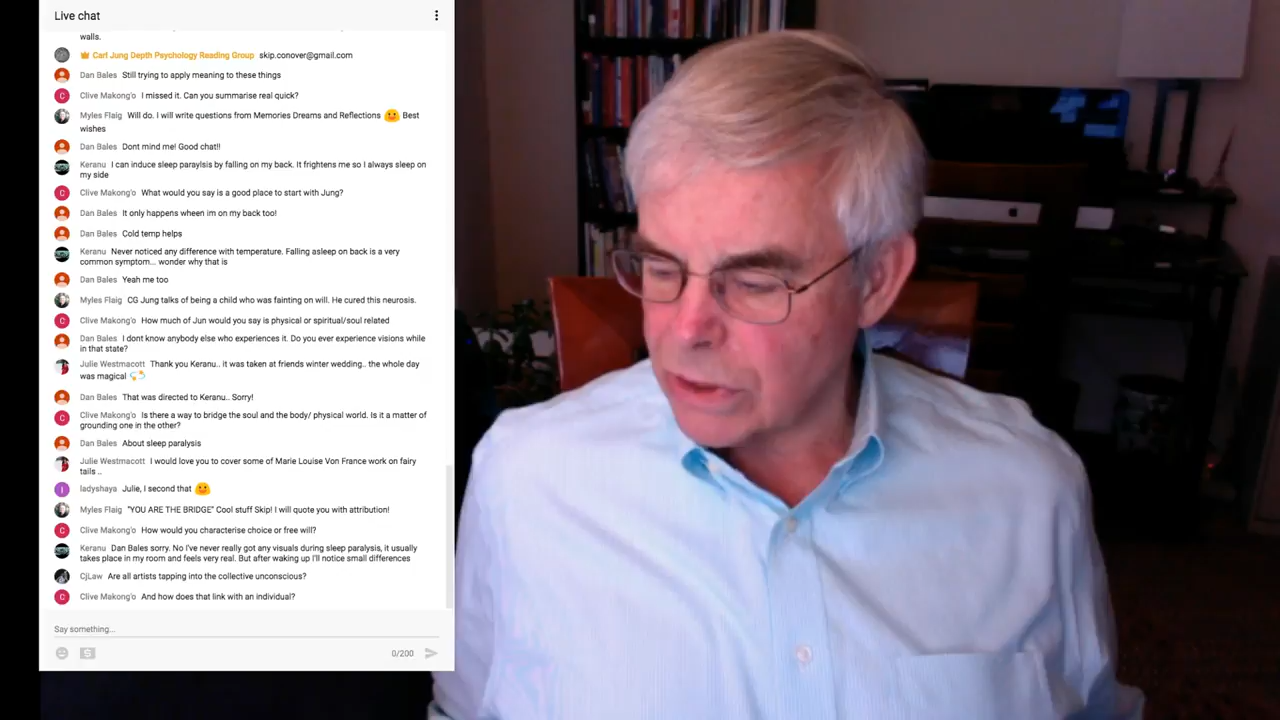 Live chat
walls.
Carl Jung Depth Psychology Reading Group skip.conover@gmail.com
Dan Bales Still trying to apply meaning to these things
C Clive Makong'o I missed it. Can you summarise real quick?
Myles Flaig Will do. I will write questions from Memories Dreams and Reflections Best
wishes
Dan Bales Dont mind me! Good chat!!
Keranu I can induce sleep paraylsis by falling on my back. It frightens me so I always sleep on
my side
C Clive Makong'o What would you say is a good place to start with Jung?
Dan Bales It only happens wheen im on my back too!
Dan Bales Cold temp helps
Keranu Never noticed any difference with temperature. Falling asleep on back is a very
common symptom... wonder why that is
Dan Bales Yeah me too
Myles Flaig CG Jung talks of being a child who was fainting on will. He cured this neurosis.
C Clive Makong'o How much of Jun would you say is physical or spiritual/soul related
Dan Bales I dont know anybody else who experiences it. Do you ever experience visions while
in that state?
Julie Westmacott Thank you Keranu.. it was taken at friends winter wedding.. the whole day
was magical
Dan Bales That was directed to Keranu.. Sorry!
C Clive Makong'o Is there a way to bridge the soul and the body/ physical world. Is it a matter of
grounding one in the other?
Dan Bales About sleep paralysis
Julie Westmacott I would love you to cover some of Marie Louise Von France work on fairy
tails ..
l ladyshaya Julie, I second that
Myles Flaig "YOU ARE THE BRIDGE" Cool stuff Skip! I will quote you with attribution!
C Clive Makong'o How would you characterise choice or free will?
Keranu Dan Bales sorry. No I've never really got any visuals during sleep paralysis, it usually
takes place in my room and feels very real. But after waking up I'll notice small differences
CjLaw Are all artists tapping into the collective unconscious?
C Clive Makong'o And how does that link with an individual?
Say something...
$ 0/200